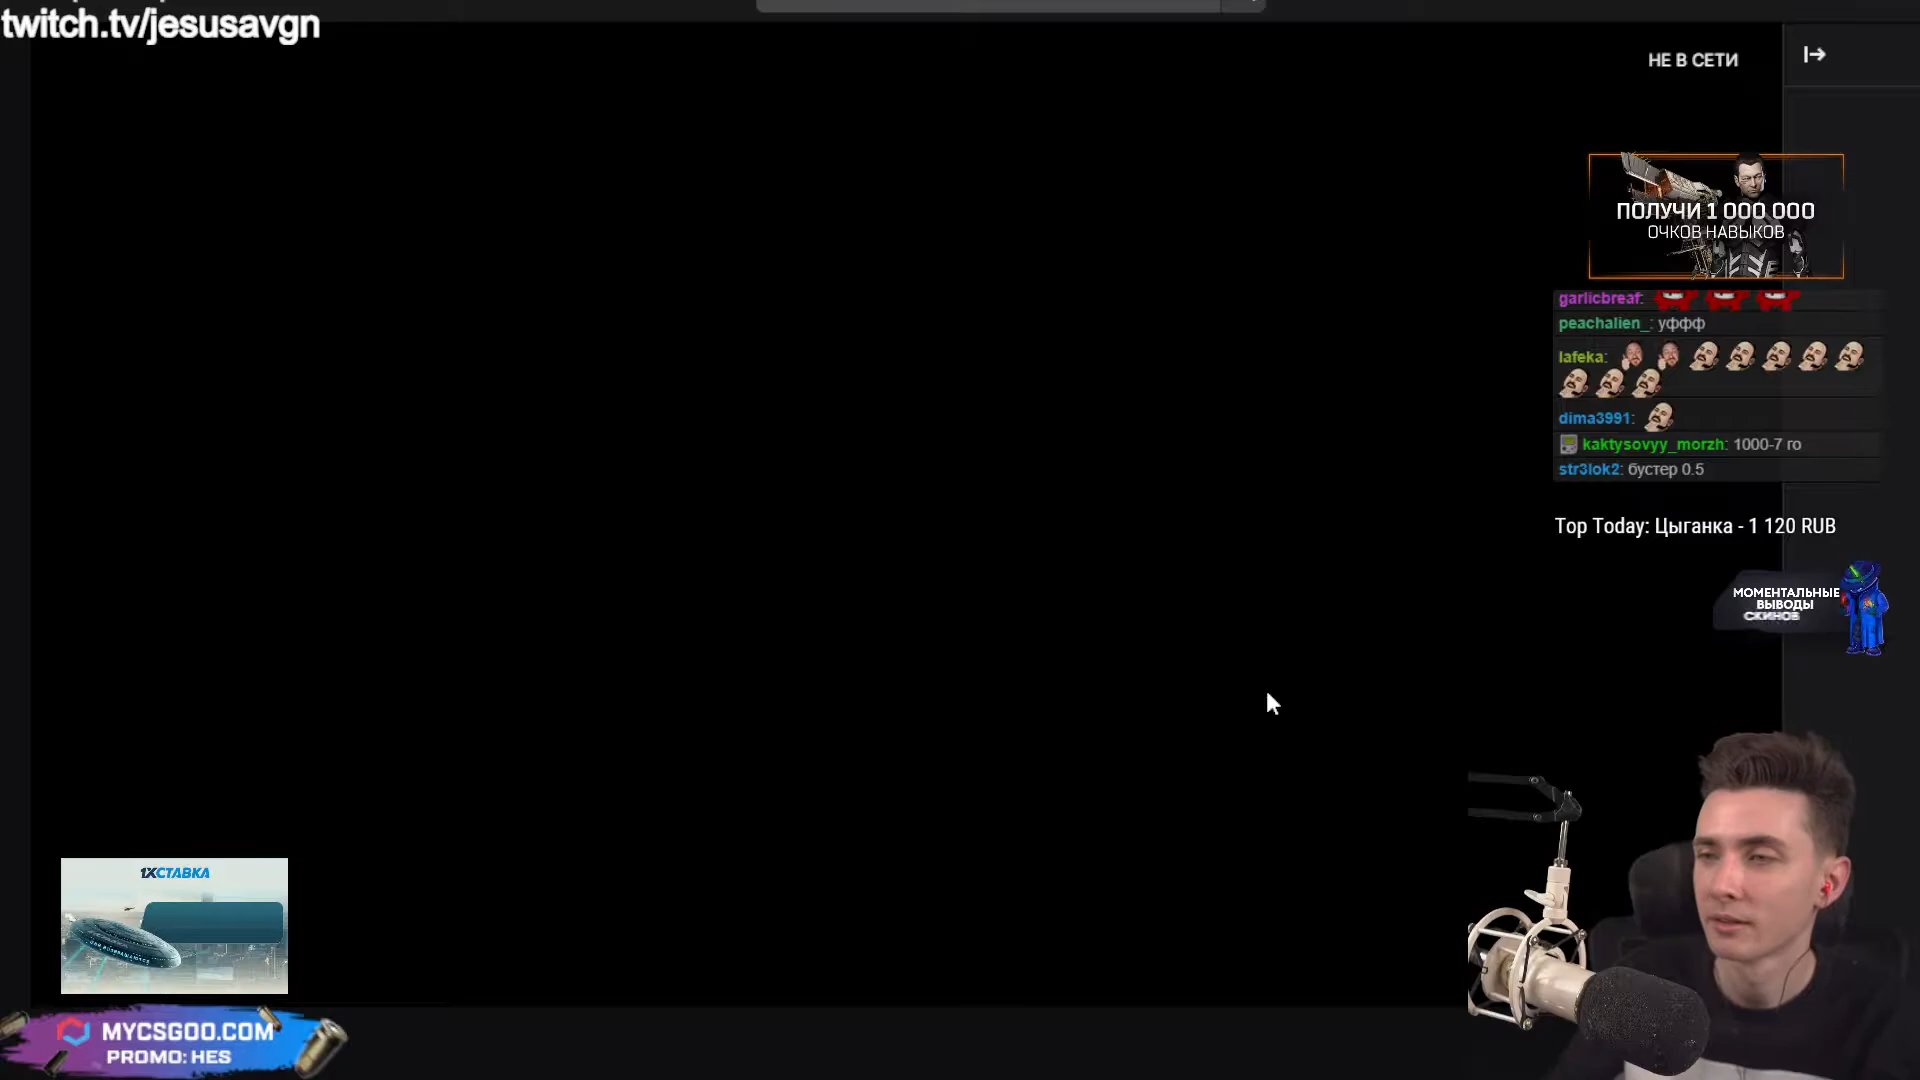 twitch.tv/jesusavgn
НЕ В СЕТИ
ПОЛУЧИ 1 000 000
ОЧКОВ НАВЫКОВ
garlicbreaf:
peachalien_: уффф
lafeka:
dima3991:
kaktysovyy_morzh: 1000-7 го
str3lok2: бустер 0.5
Top Today: Цыганка - 1 120 RUB
МОМЕНТАЛЬНЫЕ
ВЫВОДЫ
СКИНОВ
1XСТАВКА
MYCSGOO.COM
PROMO: HES